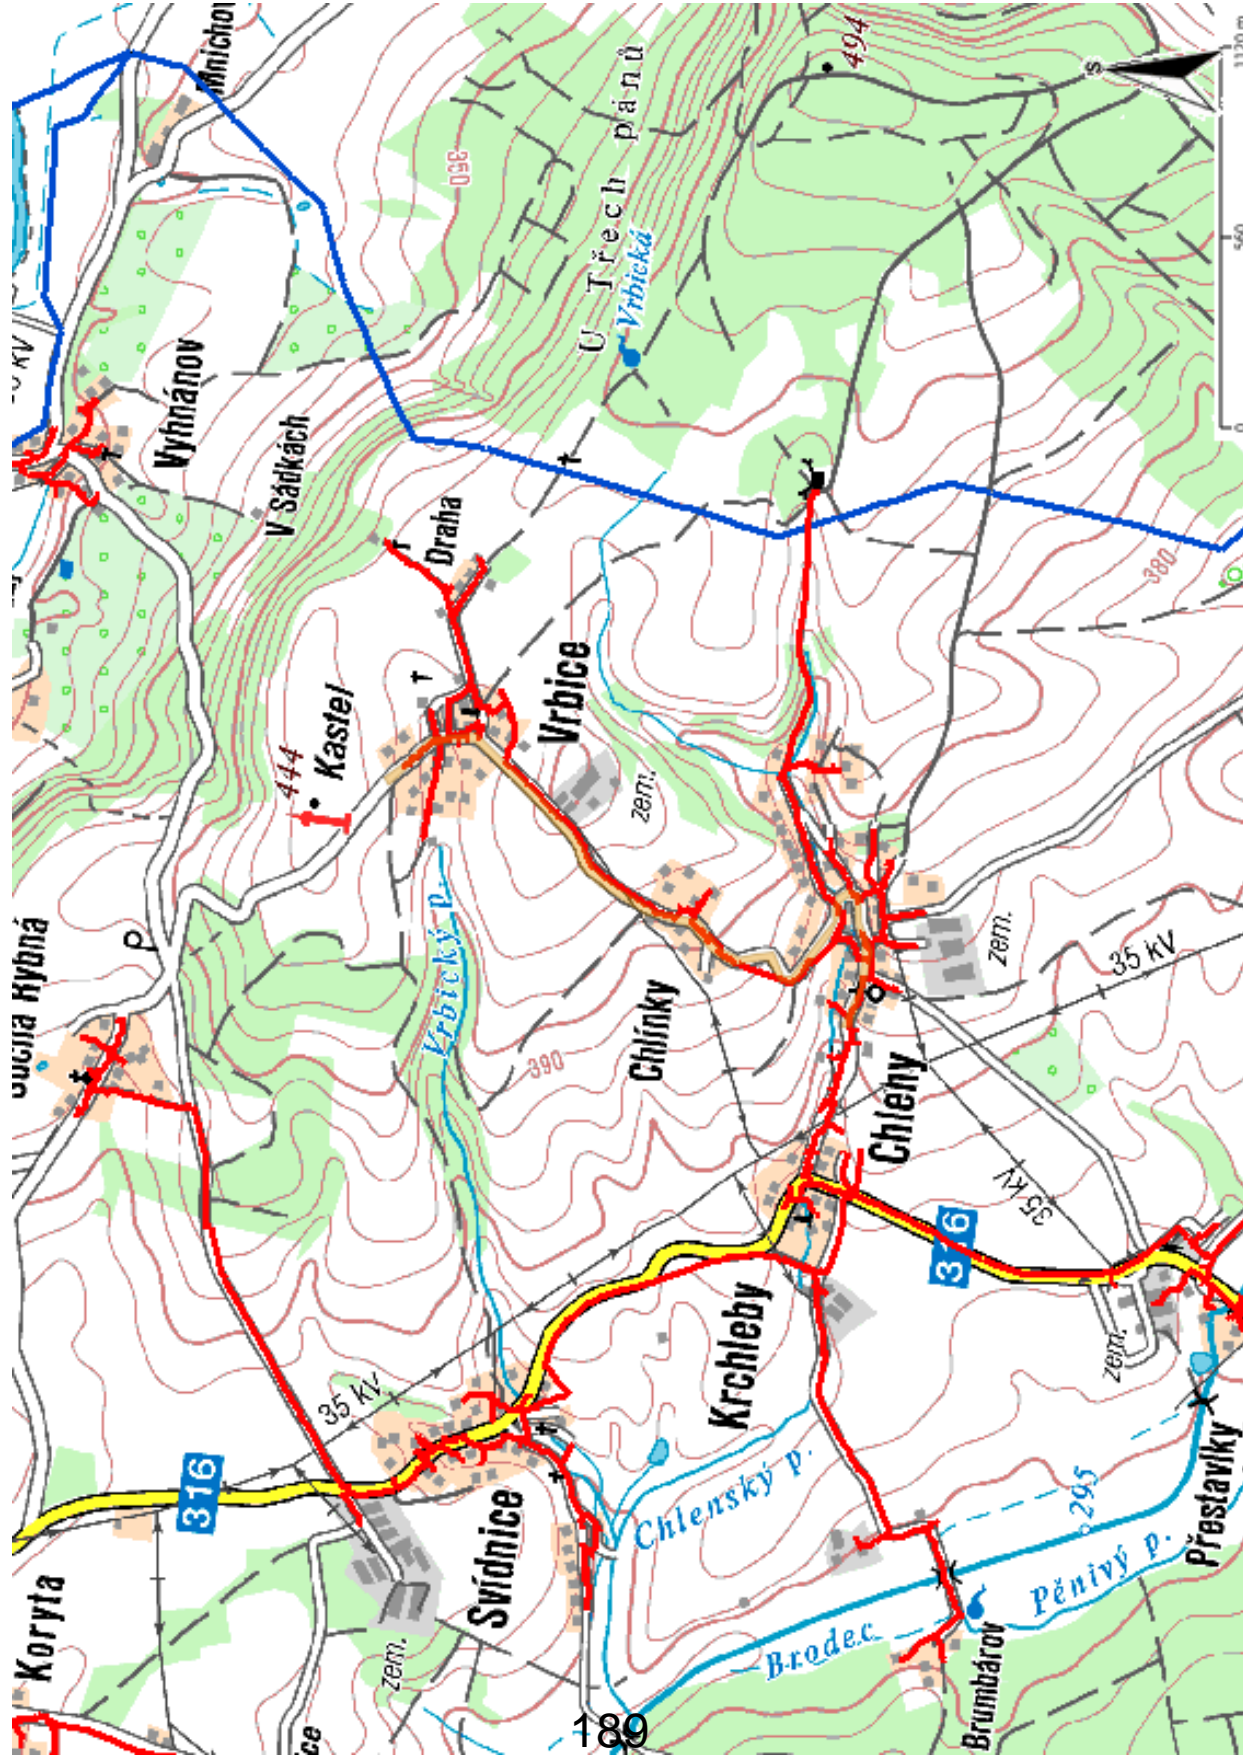 Koryta
316
zem.
Svídnice
35 kV
Suchá Rybná
P
444
Kastel
Vyhnánov
V Sádkách
Draha
Vrbice
zem.
Vrbický p.
390
Chlínky
350
U Třech pánů
Vrbická
494
S
1120 m
560
0
380
zem.
35 kV
35 kV
Chleny
316
Krchleby
zem.
Chlenský p.
Brodec
Pěnivý p.
295
Přestavlky
Brumbárov
189